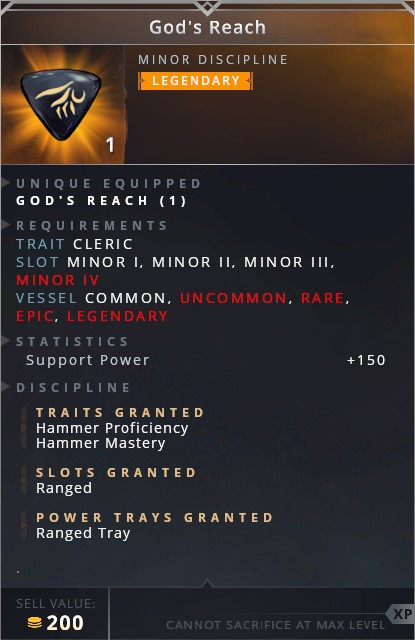 God's Reach
MINOR DISCIPLINE
LEGENDARY
1
UNIQUE EQUIPPED
GOD'S REACH (1)
REQUIREMENTS
TRAIT CLERIC
SLOT MINOR I, MINOR II, MINOR III,
MINOR IV
VESSEL COMMON, UNCOMMON, RARE,
EPIC, LEGENDARY
STATISTICS
Support Power +150
DISCIPLINE
TRAITS GRANTED
Hammer Proficiency
Hammer Mastery
SLOTS GRANTED
Ranged
POWER TRAYS GRANTED
Ranged Tray
SELL VALUE:
200
XP
CANNOT SACRIFICE AT MAX LEVEL